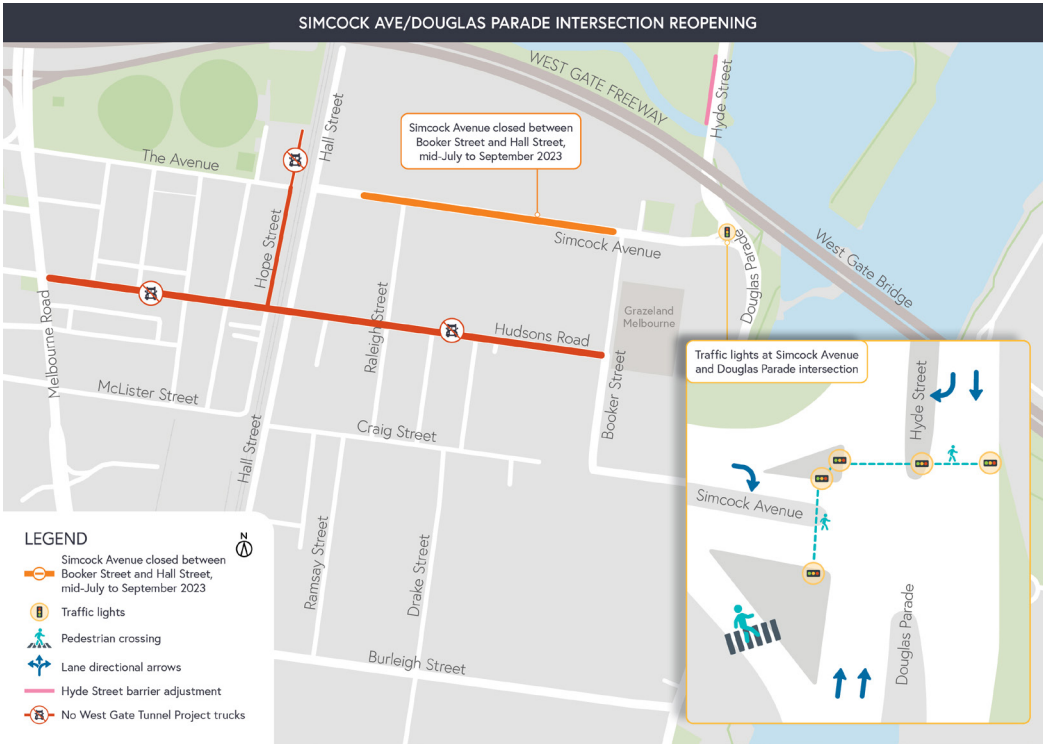 SIMCOCK AVE/DOUGLAS PARADE INTERSECTION REOPENING
WEST GATE FREEWAY
Hyde Street
Hall Street
Simcock Avenue closed between
Booker Street and Hall Street,
mid-July to September 2023
The Avenue
Hope Street
Simcock Avenue
Douglas Parade
West Gate Bridge
Melbourne Road
Raleigh Street
Hudsons Road
Grazeland
Melbourne
Booker Street
McLister Street
Craig Street
Hall Street
Ramsay Street
Drake Street
Burleigh Street
Traffic lights at Simcock Avenue
and Douglas Parade intersection
Hyde Street
Simcock Avenue
Douglas Parade
LEGEND
N
Simcock Avenue closed between
Booker Street and Hall Street,
mid-July to September 2023
Traffic lights
Pedestrian crossing
Lane directional arrows
Hyde Street barrier adjustment
No West Gate Tunnel Project trucks